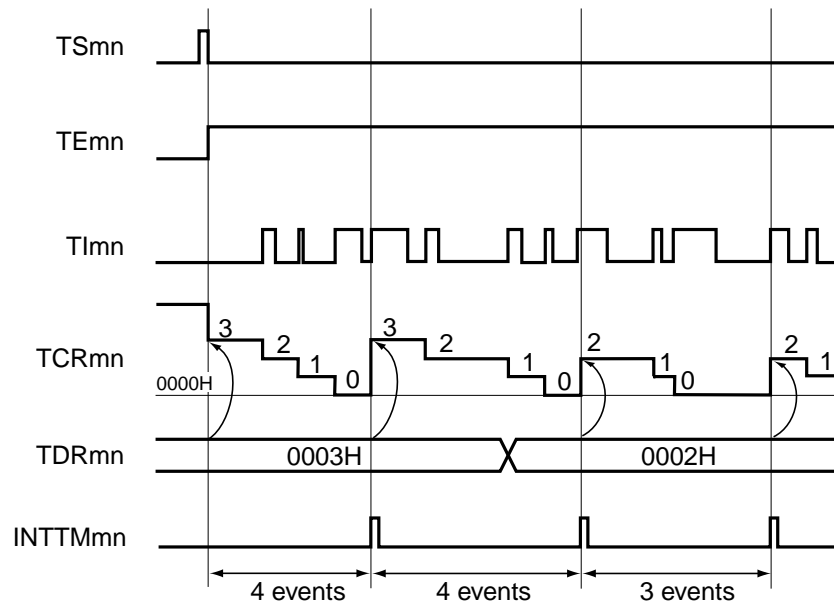 TSmn
TEmn
TImn
TCRmn
3 2 1 0 3 2 1 0 2 1 0 2 1
0000H
TDRmn
0003H 0002H
INTTMmn
4 events 4 events 3 events